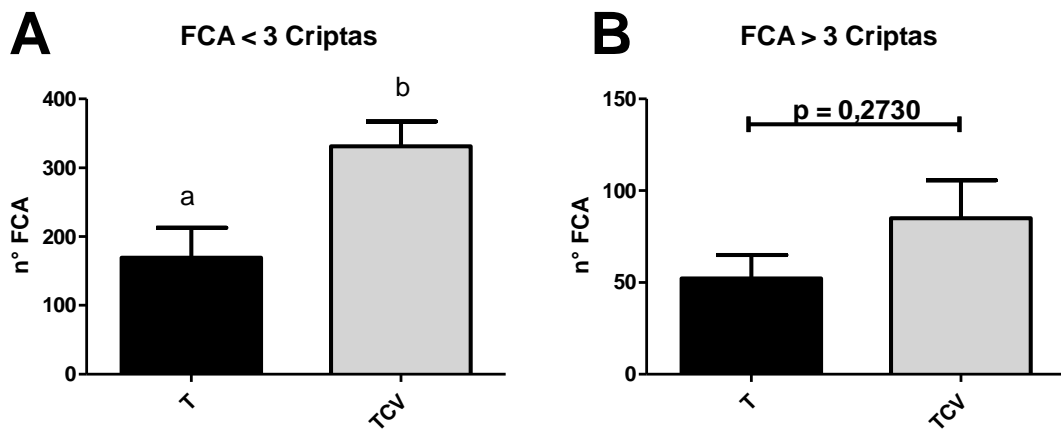 A
FCA < 3 Criptas
n° FCA
400
300
200
100
0
a
b
T
TCV
B
FCA > 3 Criptas
n° FCA
150
100
50
0
p = 0,2730
T
TCV